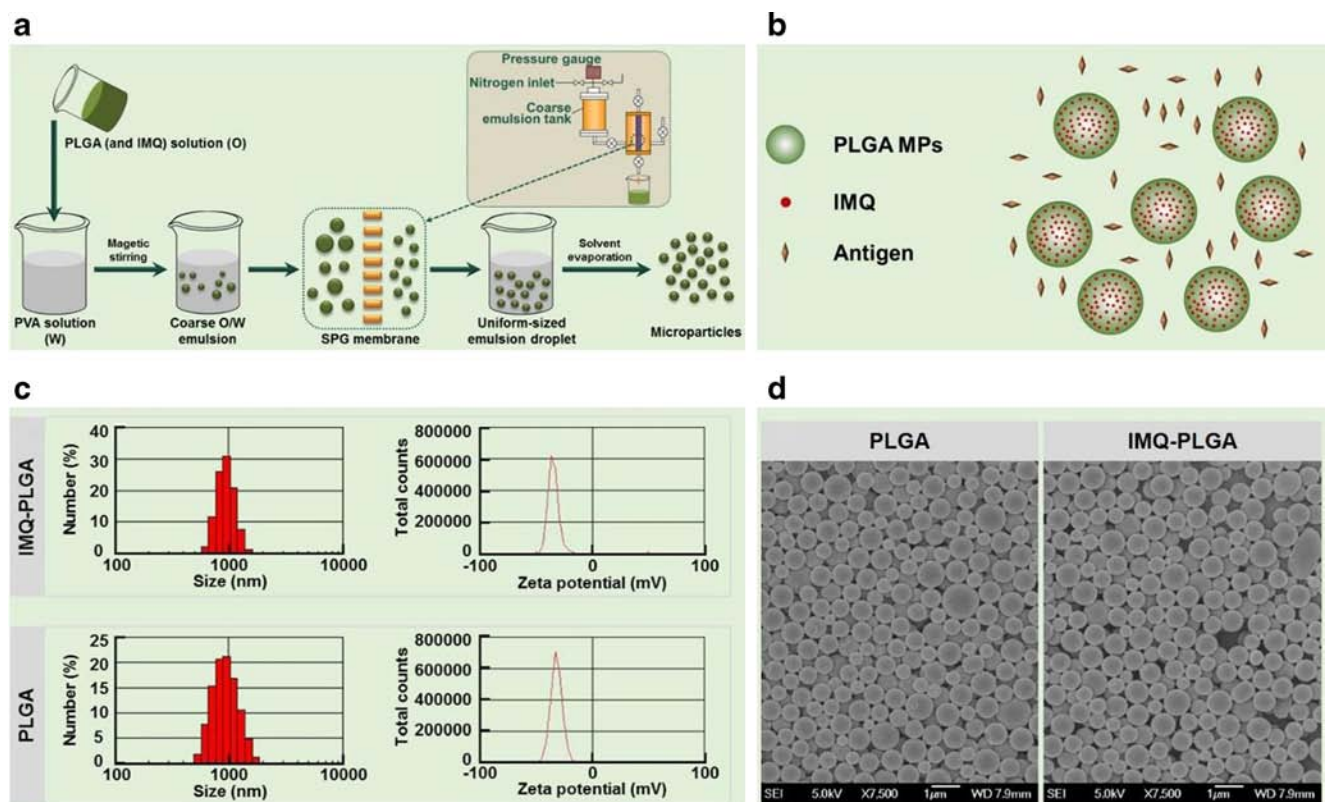 a
Pressure gauge
Nitrogen inlet
Coarse
emulsion tank
PLGA (and IMQ) solution (O)
Magetic
stirring
Solvent
evaporation
PVA solution
(W)
Coarse O/W
emulsion
SPG membrane
Uniform-sized
emulsion droplet
Microparticles
b
PLGA MPs
IMQ
Antigen
c
IMQ-PLGA
Number (%)
40
30
20
10
0
100
1000
10000
Size (nm)
Total counts
800000
600000
400000
200000
0
-100
0
100
Zeta potential (mV)
PLGA
Number (%)
25
20
15
10
5
0
100
1000
10000
Size (nm)
Total counts
800000
600000
400000
200000
0
-100
0
100
Zeta potential (mV)
d
PLGA
IMQ-PLGA
SEI 5.0kV X7,500 1μm WD 7.9mm
SEI 5.0kV X7,500 1μm WD 7.9mm